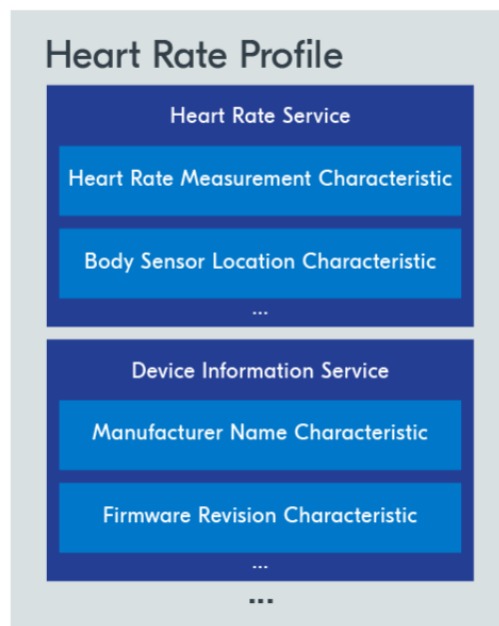 Heart Rate Profile
Heart Rate Service
Heart Rate Measurement Characteristic
Body Sensor Location Characteristic
...
Device Information Service
Manufacturer Name Characteristic
Firmware Revision Characteristic
...
...